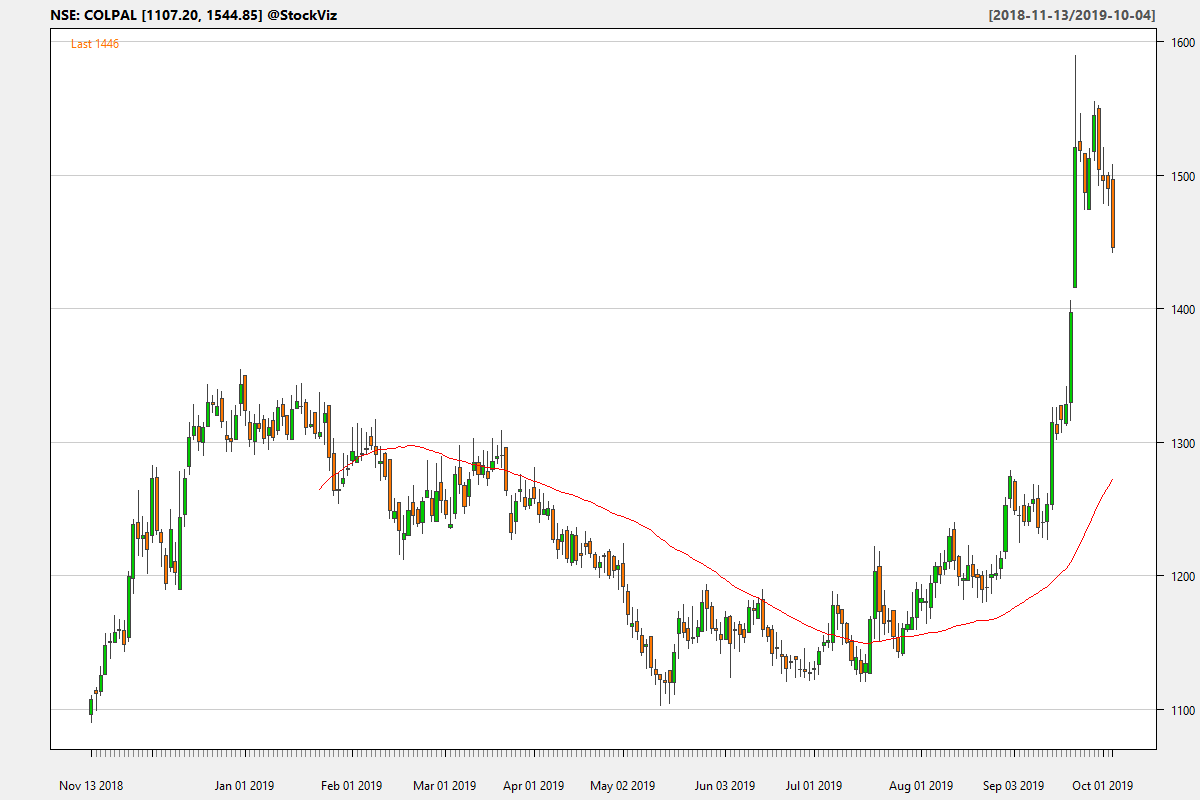 NSE: COLPAL [1107.20, 1544.85] @StockViz
[2018-11-13/2019-10-04]
Last 1446
1600
1500
1400
1300
1200
1100
Nov 13 2018 Jan 01 2019 Feb 01 2019 Mar 01 2019 Apr 01 2019 May 02 2019 Jun 03 2019 Jul 01 2019 Aug 01 2019 Sep 03 2019 Oct 01 2019